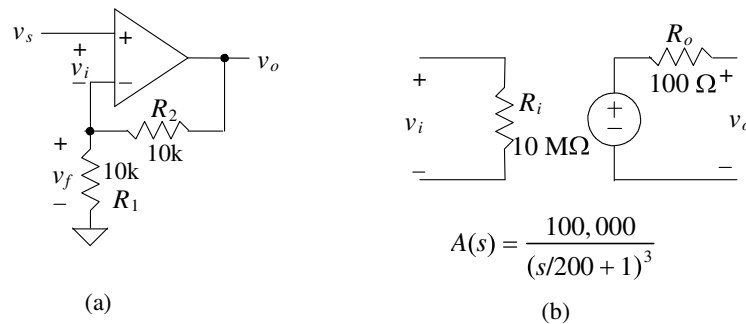 v_s
+
+
v_i
−
−
v_o
R_2
10k
+
v_f
−
10k
R_1
(a)
+
v_i
−
R_i
10 MΩ
+
−
R_o
100 Ω
+
v_o
−
A(s) = 100,000 / (s/200 + 1)^3
(b)